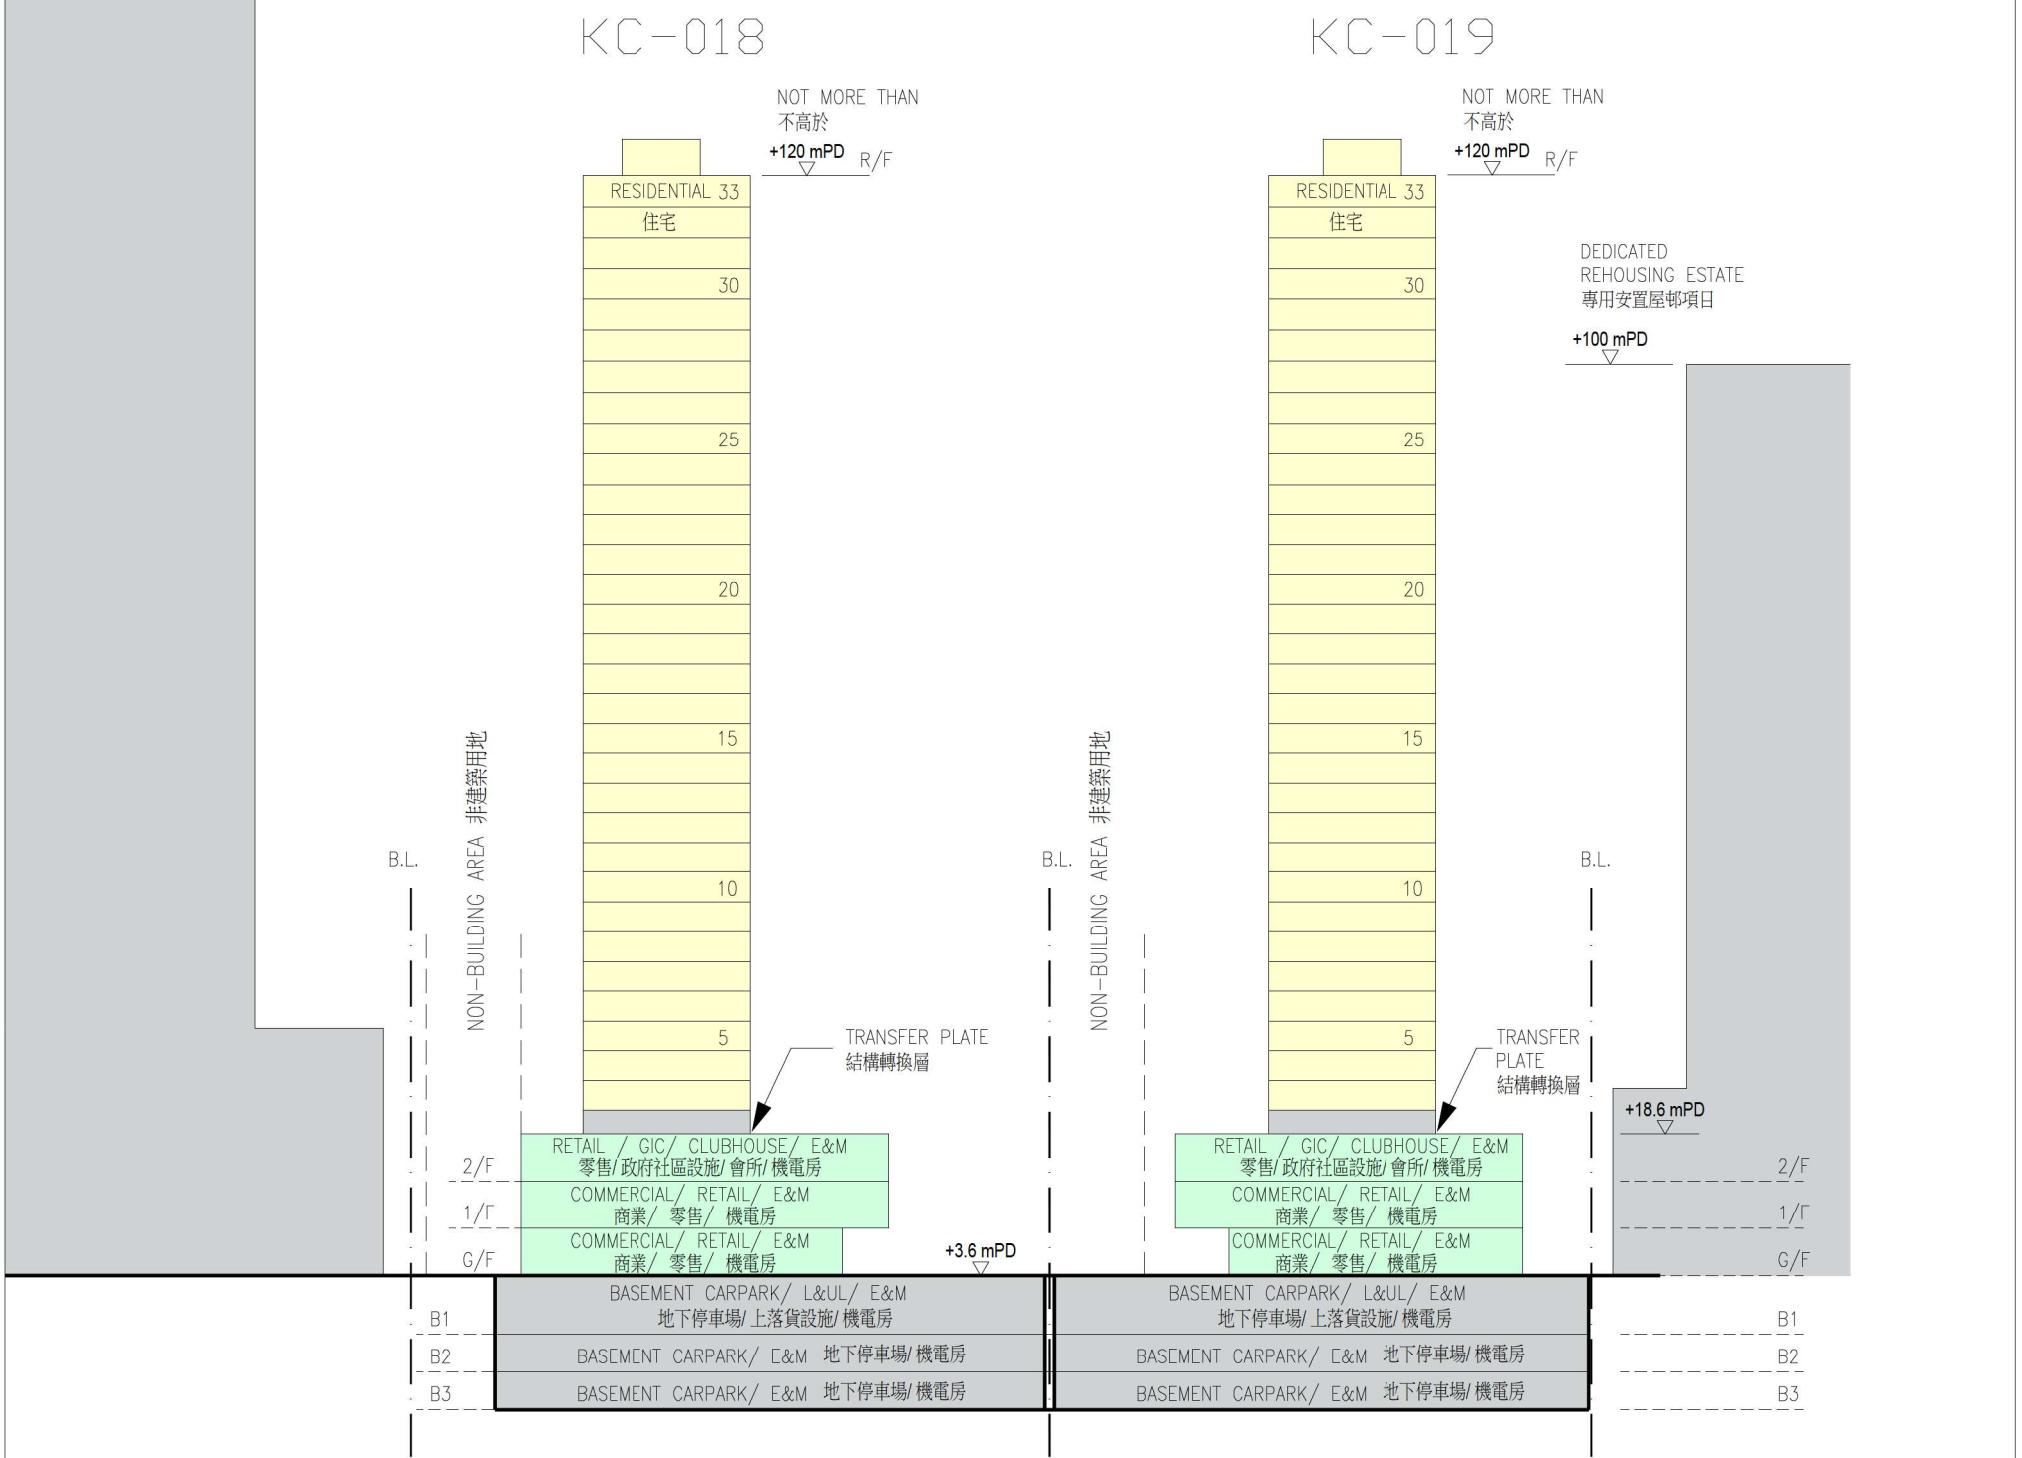 KC-018
KC-019
NOT MORE THAN
不高於
+120 mPD
R/F
NOT MORE THAN
不高於
+120 mPD
R/F
RESIDENTIAL 33
住宅
30
25
20
15
10
5
RESIDENTIAL 33
住宅
30
25
20
15
10
5
DEDICATED
REHOUSING ESTATE
專用安置屋邨項目
+100 mPD
B.L.
NON-BUILDING AREA 非建築用地
B.L.
NON-BUILDING AREA 非建築用地
B.L.
TRANSFER PLATE
結構轉換層
TRANSFER
PLATE
結構轉換層
+18.6 mPD
2/F
RETAIL / GIC/ CLUBHOUSE/ E&M
零售/政府社區設施/會所/機電房
RETAIL / GIC/ CLUBHOUSE/ E&M
零售/政府社區設施/會所/機電房
2/F
1/F
COMMERCIAL/ RETAIL/ E&M
商業/ 零售/ 機電房
COMMERCIAL/ RETAIL/ E&M
商業/ 零售/ 機電房
1/F
G/F
COMMERCIAL/ RETAIL/ E&M
商業/ 零售/ 機電房
+3.6 mPD
COMMERCIAL/ RETAIL/ E&M
商業/ 零售/ 機電房
G/F
B1
BASEMENT CARPARK/ L&UL/ E&M
地下停車場/上落貨設施/機電房
BASEMENT CARPARK/ L&UL/ E&M
地下停車場/上落貨設施/機電房
B1
B2
BASEMENT CARPARK/ E&M 地下停車場/機電房
BASEMENT CARPARK/ E&M 地下停車場/機電房
B2
B3
BASEMENT CARPARK/ E&M 地下停車場/機電房
BASEMENT CARPARK/ E&M 地下停車場/機電房
B3